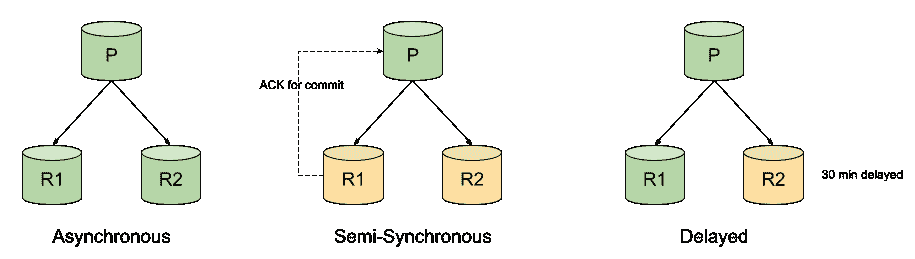 P
R1
R2
Asynchronous
P
ACK for commit
R1
R2
Semi-Synchronous
P
R1
R2
30 min delayed
Delayed